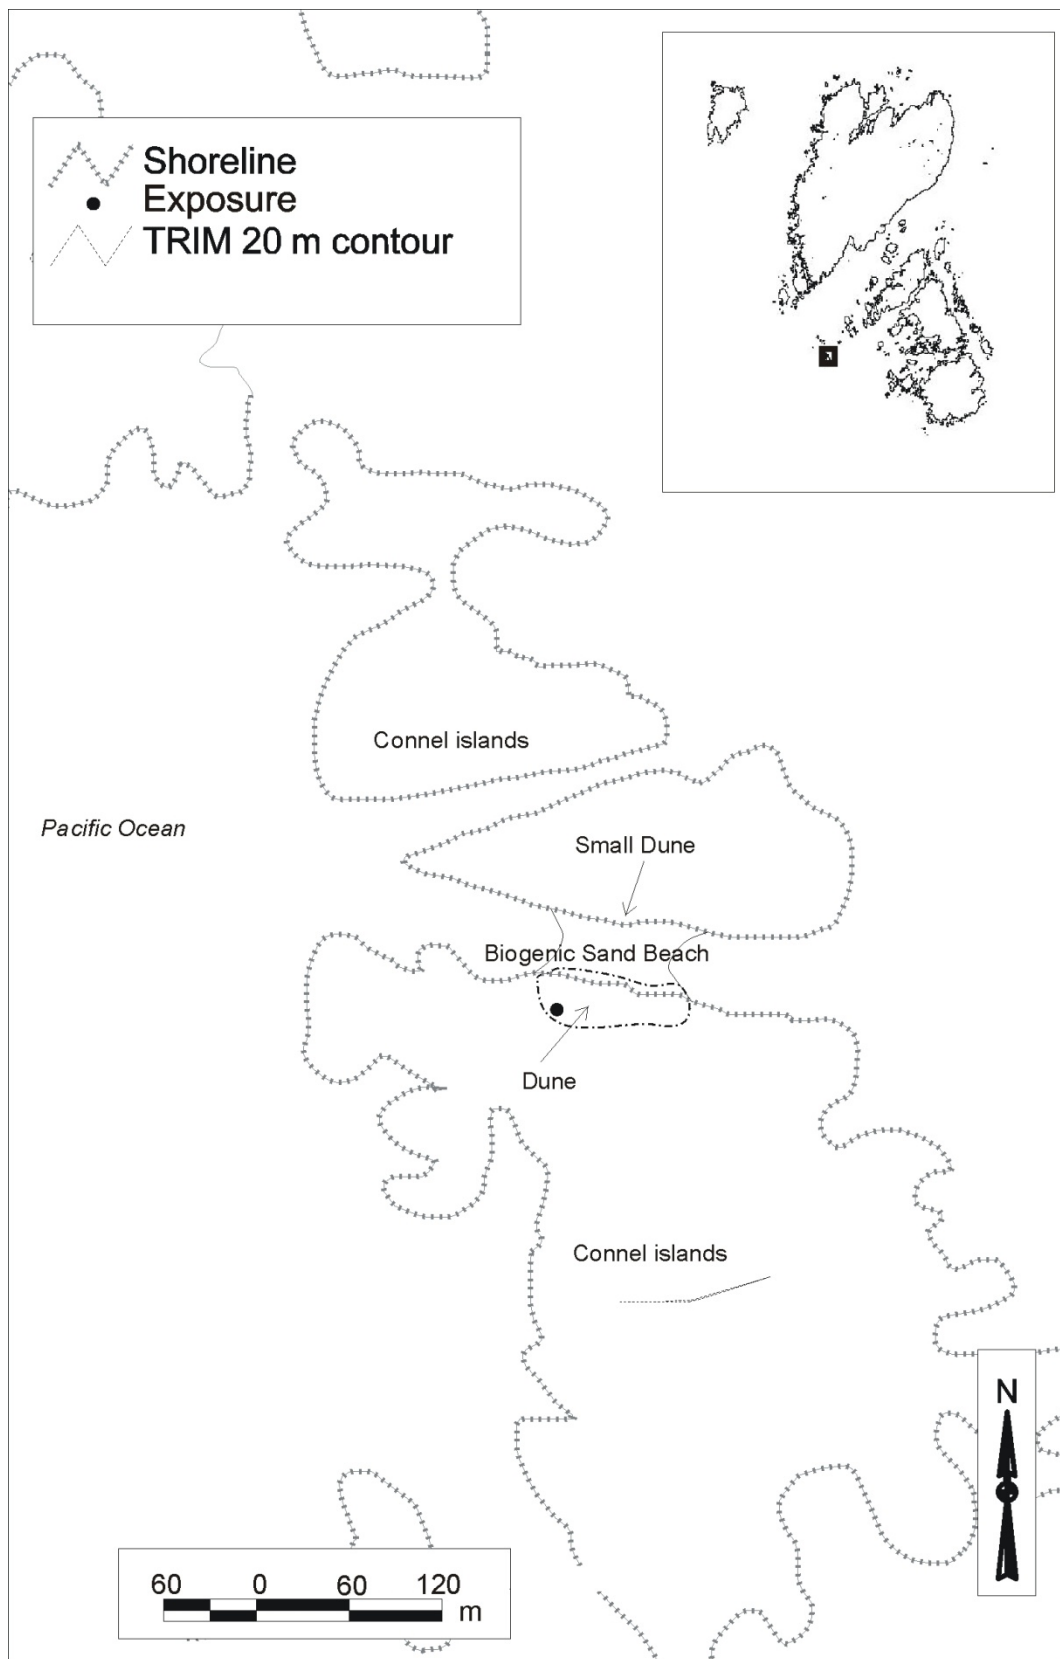 Shoreline
Exposure
TRIM 20 m contour
Connel islands
Pacific Ocean
Small Dune
Biogenic Sand Beach
Dune
Connel islands
N
60 0 60 120
m